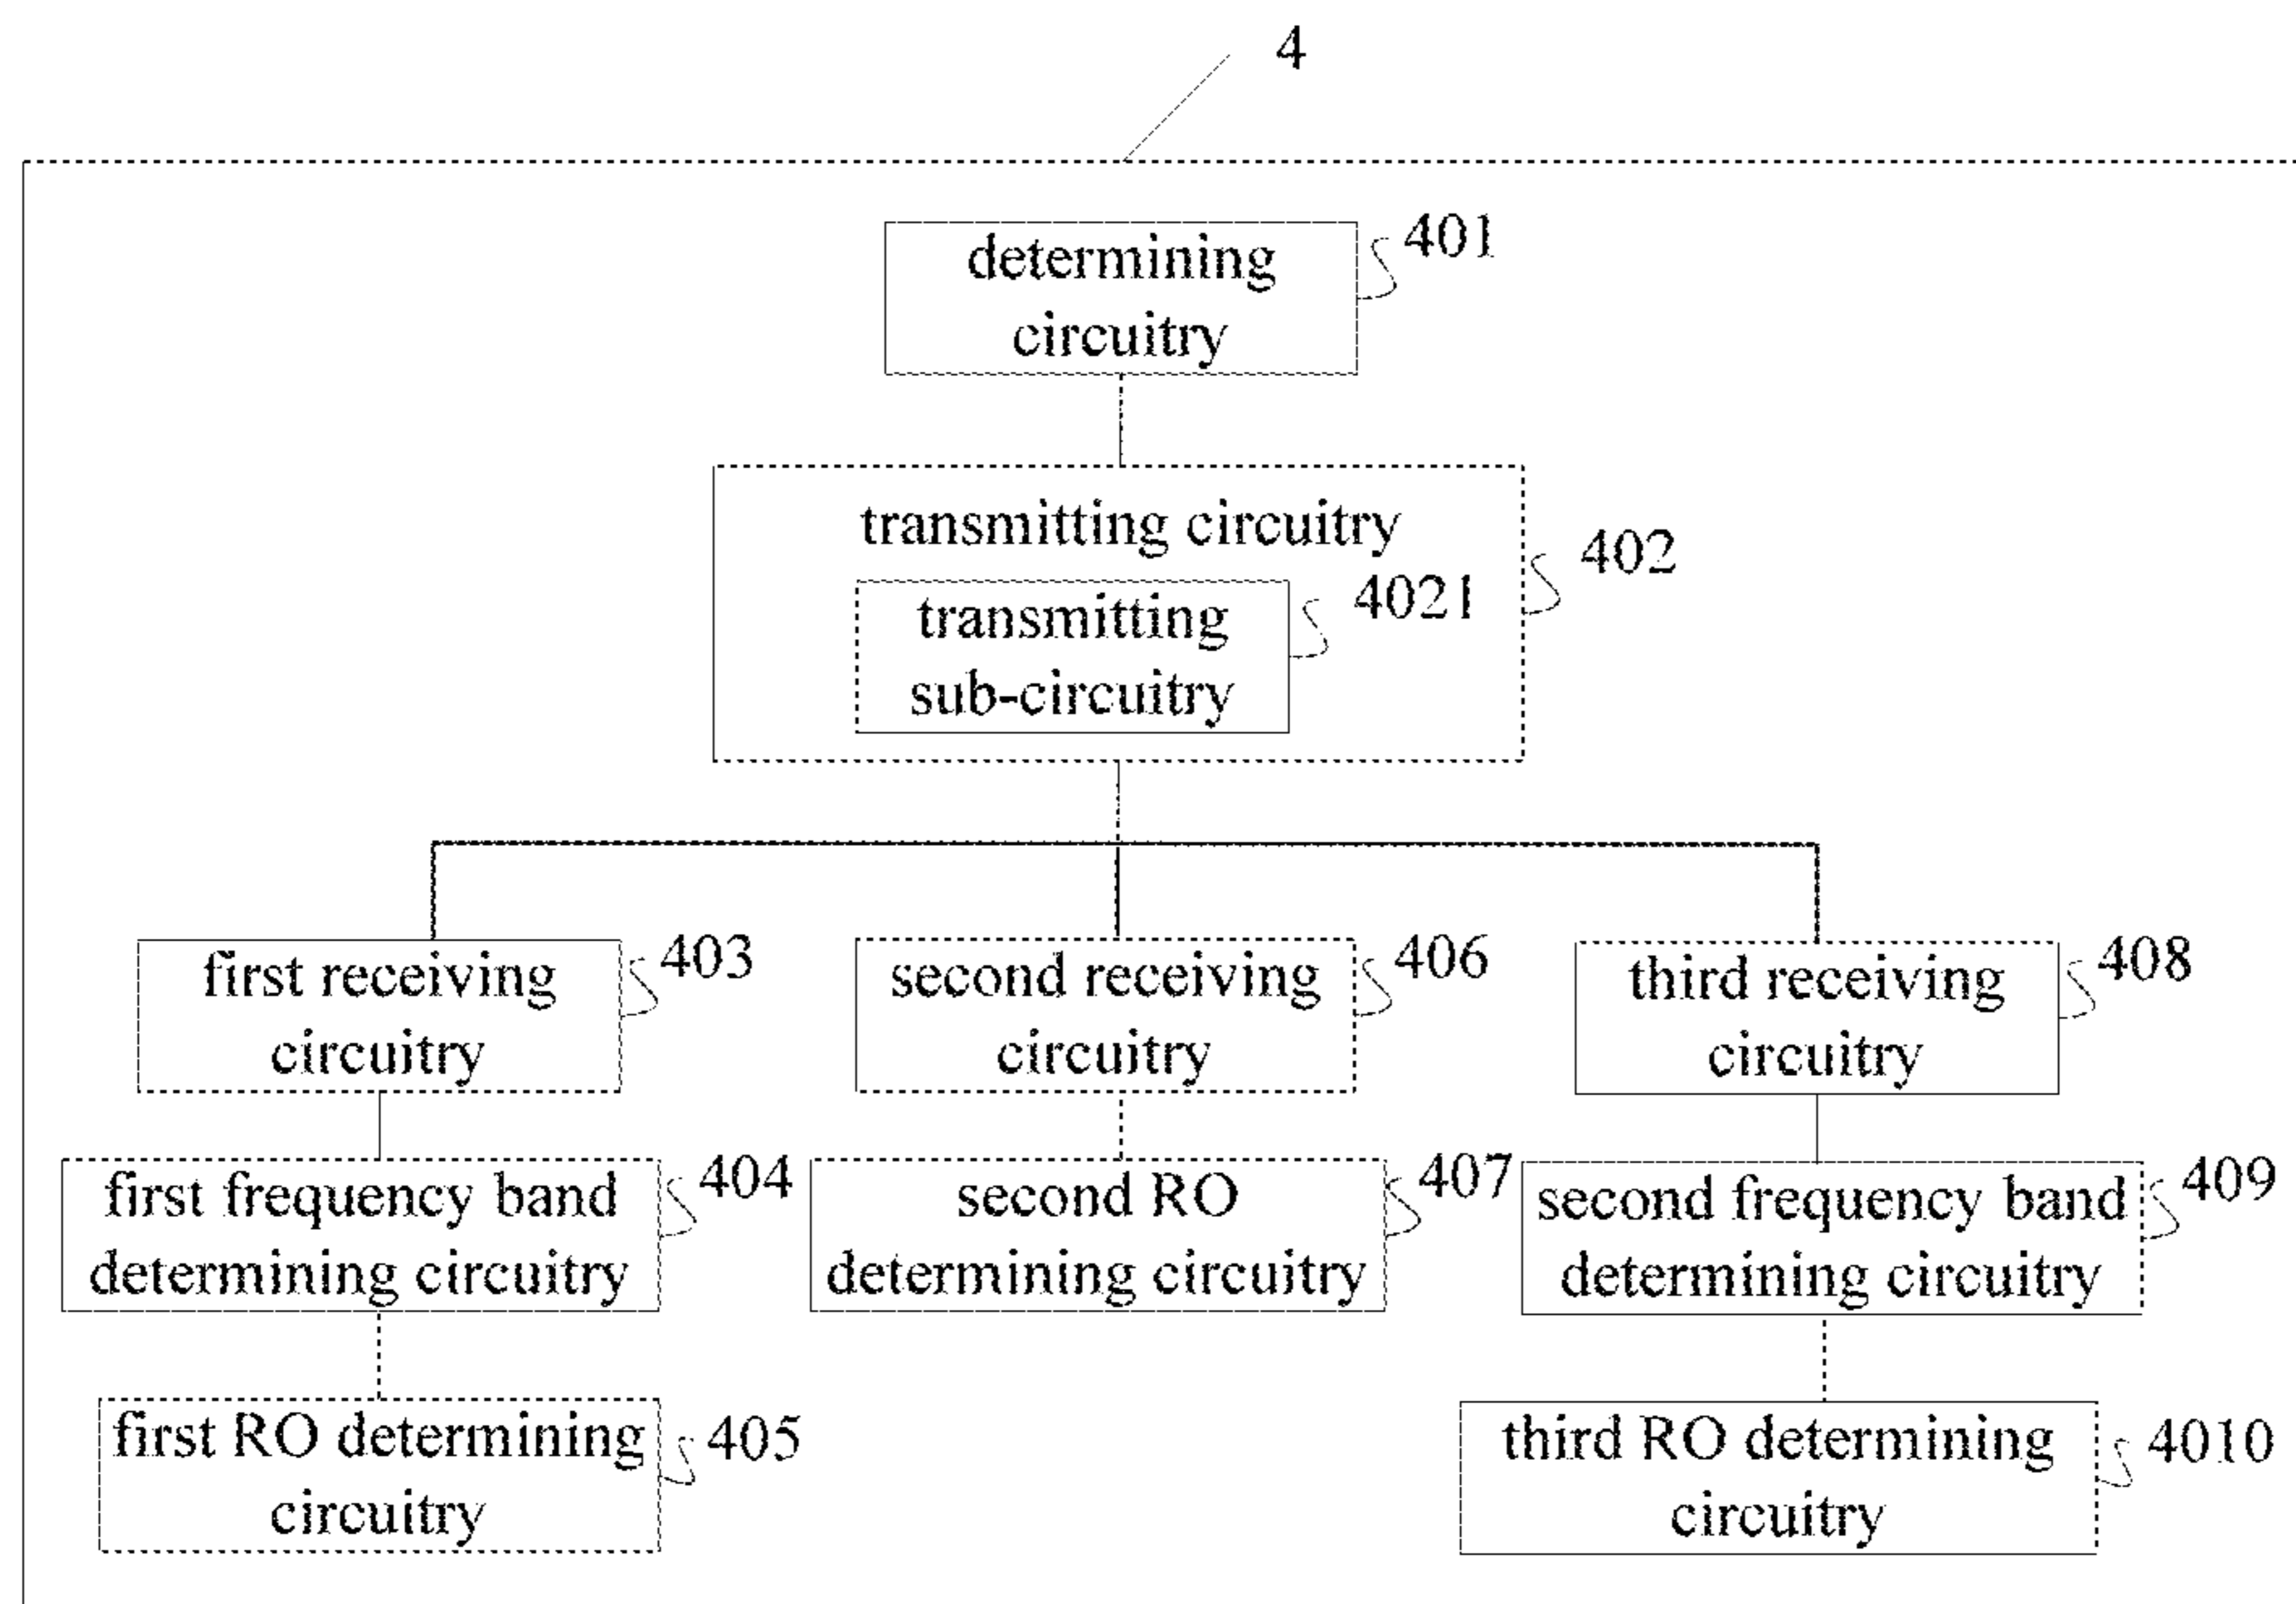 4
determining
circuitry
401
transmitting circuitry
402
transmitting
sub-circuitry
4021
first receiving
circuitry
403
second receiving
circuitry
406
third receiving
circuitry
408
first frequency band
determining circuitry
404
second RO
determining circuitry
407
second frequency band
determining circuitry
409
first RO determining
circuitry
405
third RO determining
circuitry
4010